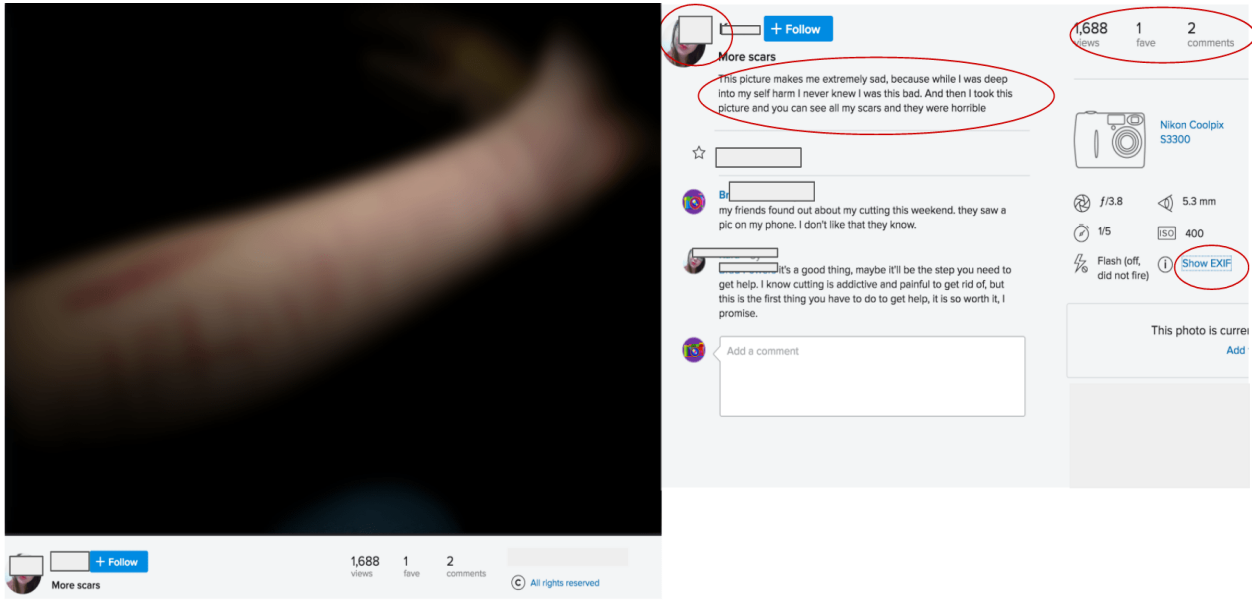 + Follow
More scars
1,688
views
1
fave
2
comments
© All rights reserved
+ Follow
More scars
This picture makes me extremely sad, because while I was deep
into my self harm I never knew I was this bad. And then I took this
picture and you can see all my scars and they were horrible
Br
my friends found out about my cutting this weekend. they saw a
pic on my phone. I don't like that they know.
it's a good thing, maybe it'll be the step you need to
get help. I know cutting is addictive and painful to get rid of, but
this is the first thing you have to do to get help, it is so worth it, I
promise.
Add a comment
1,688
views
1
fave
2
comments
Nikon Coolpix
S3300
ƒ/3.8
5.3 mm
1/5
ISO
400
Flash (off,
did not fire)
Show EXIF
This photo is curre
Add